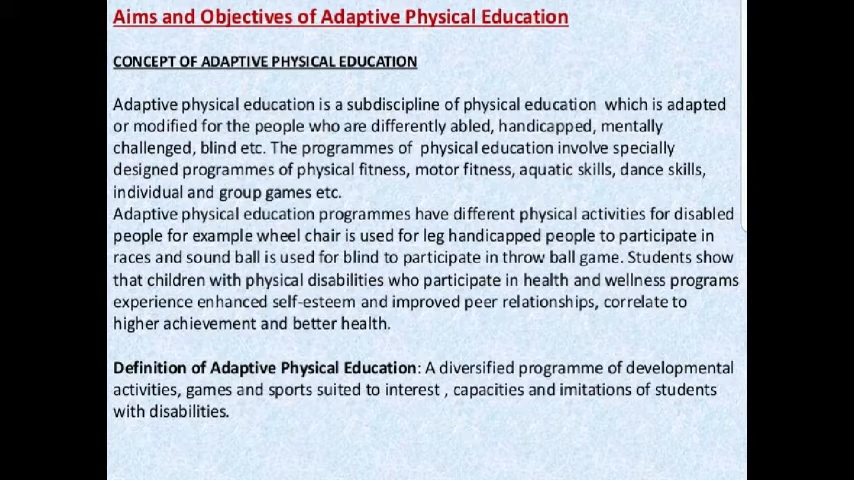 Aims and Objectives of Adaptive Physical Education
CONCEPT OF ADAPTIVE PHYSICAL EDUCATION
Adaptive physical education is a subdiscipline of physical education which is adapted
or modified for the people who are differently abled, handicapped, mentally
challenged, blind etc. The programmes of physical education involve specially
designed programmes of physical fitness, motor fitness, aquatic skills, dance skills,
individual and group games etc.
Adaptive physical education programmes have different physical activities for disabled
people for example wheel chair is used for leg handicapped people to participate in
races and sound ball is used for blind to participate in throw ball game. Students show
that children with physical disabilities who participate in health and wellness programs
experience enhanced self-esteem and improved peer relationships, correlate to
higher achievement and better health.
Definition of Adaptive Physical Education: A diversified programme of developmental
activities, games and sports suited to interest , capacities and imitations of students
with disabilities.